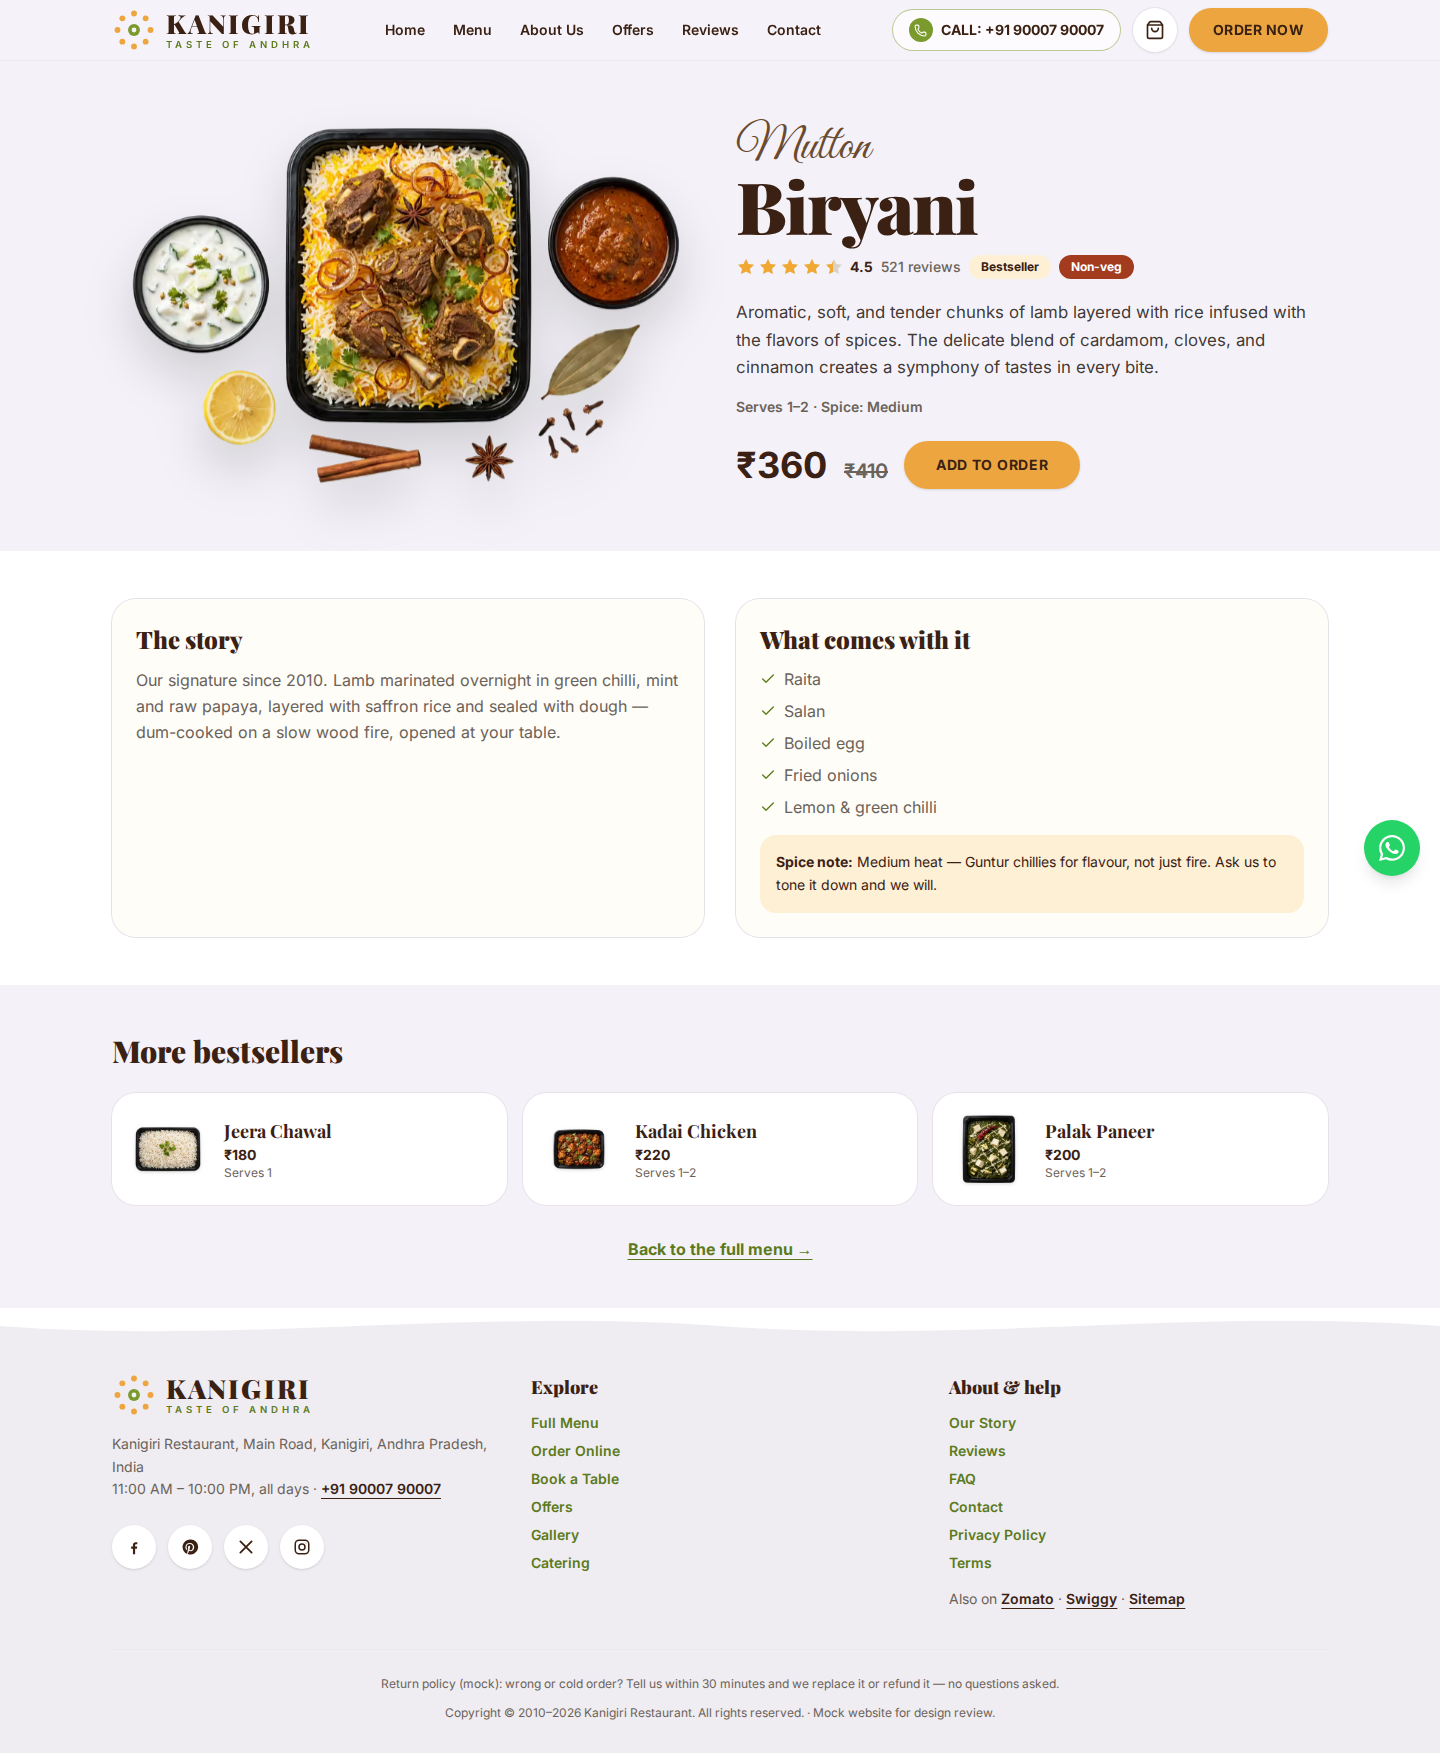 KANIGIRI
TASTE OF ANDHRA
Home Menu About Us Offers Reviews Contact
CALL: +91 90007 90007
ORDER NOW
Mutton
Biryani
4.5 521 reviews Bestseller Non-veg
Aromatic, soft, and tender chunks of lamb layered with rice infused with
the flavors of spices. The delicate blend of cardamom, cloves, and
cinnamon creates a symphony of tastes in every bite.
Serves 1–2 · Spice: Medium
₹360 ₹410 ADD TO ORDER
The story
Our signature since 2010. Lamb marinated overnight in green chilli, mint
and raw papaya, layered with saffron rice and sealed with dough —
dum-cooked on a slow wood fire, opened at your table.
What comes with it
Raita
Salan
Boiled egg
Fried onions
Lemon & green chilli
Spice note: Medium heat — Guntur chillies for flavour, not just fire. Ask us to
tone it down and we will.
More bestsellers
Jeera Chawal
₹180
Serves 1
Kadai Chicken
₹220
Serves 1–2
Palak Paneer
₹200
Serves 1–2
Back to the full menu →
KANIGIRI
TASTE OF ANDHRA
Kanigiri Restaurant, Main Road, Kanigiri, Andhra Pradesh,
India
11:00 AM – 10:00 PM, all days · +91 90007 90007
Explore
Full Menu
Order Online
Book a Table
Offers
Gallery
Catering
About & help
Our Story
Reviews
FAQ
Contact
Privacy Policy
Terms
Also on Zomato · Swiggy · Sitemap
Return policy (mock): wrong or cold order? Tell us within 30 minutes and we replace it or refund it — no questions asked.
Copyright © 2010–2026 Kanigiri Restaurant. All rights reserved. · Mock website for design review.